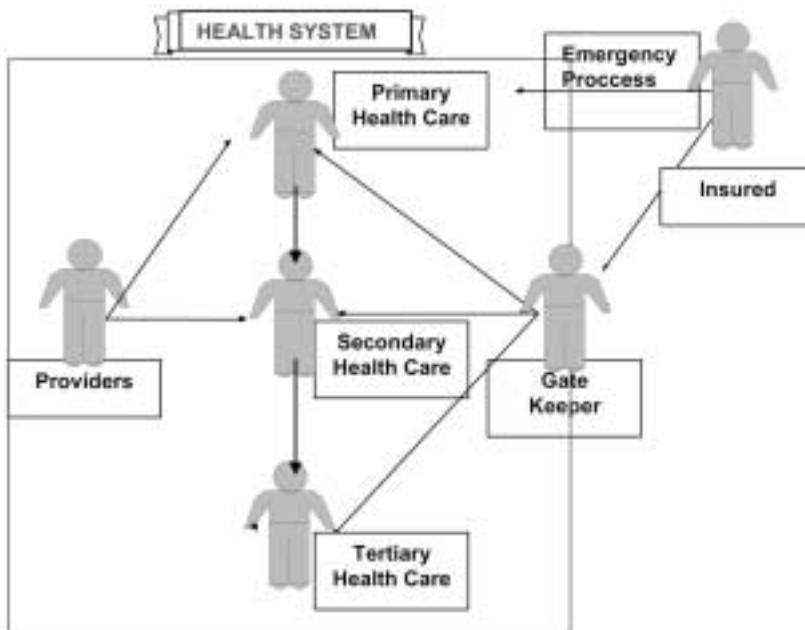 HEALTH SYSTEM
Emergency
Proccess
Primary
Health Care
Insured
Secondary
Health Care
Providers
Gate
Keeper
Tertiary
Health Care